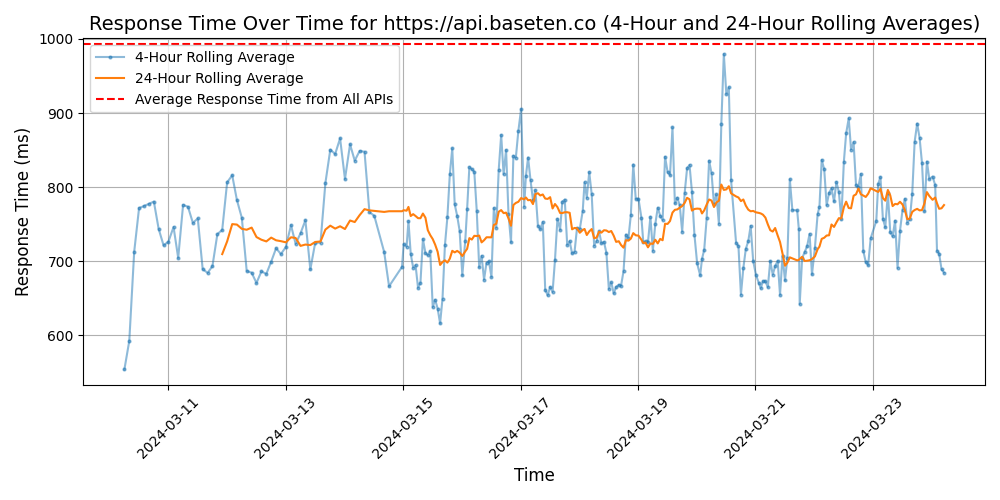 Response Time Over Time for https://api.baseten.co (4-Hour and 24-Hour Rolling Averages)
4-Hour Rolling Average
24-Hour Rolling Average
Average Response Time from All APIs
Response Time (ms)
1000
900
800
700
600
2024-03-11
2024-03-13
2024-03-15
2024-03-17
2024-03-19
2024-03-21
2024-03-23
Time